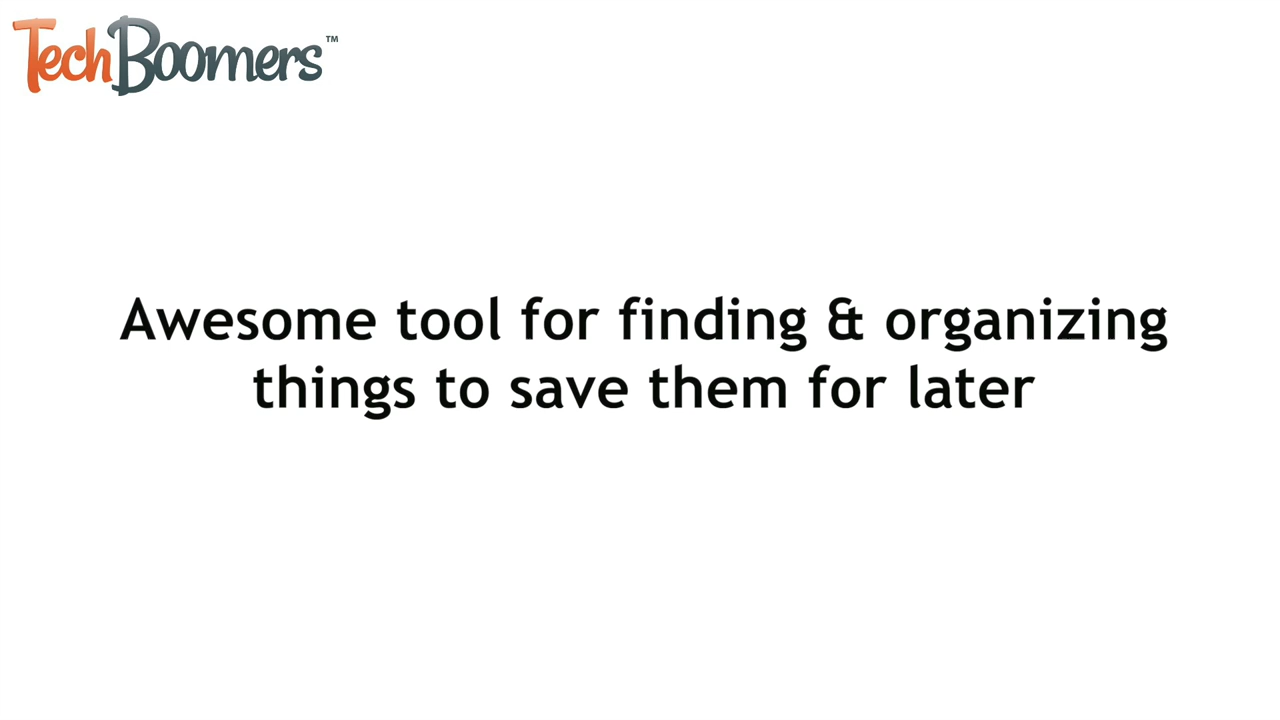 TechBoomers™
Awesome tool for finding & organizing
things to save them for later